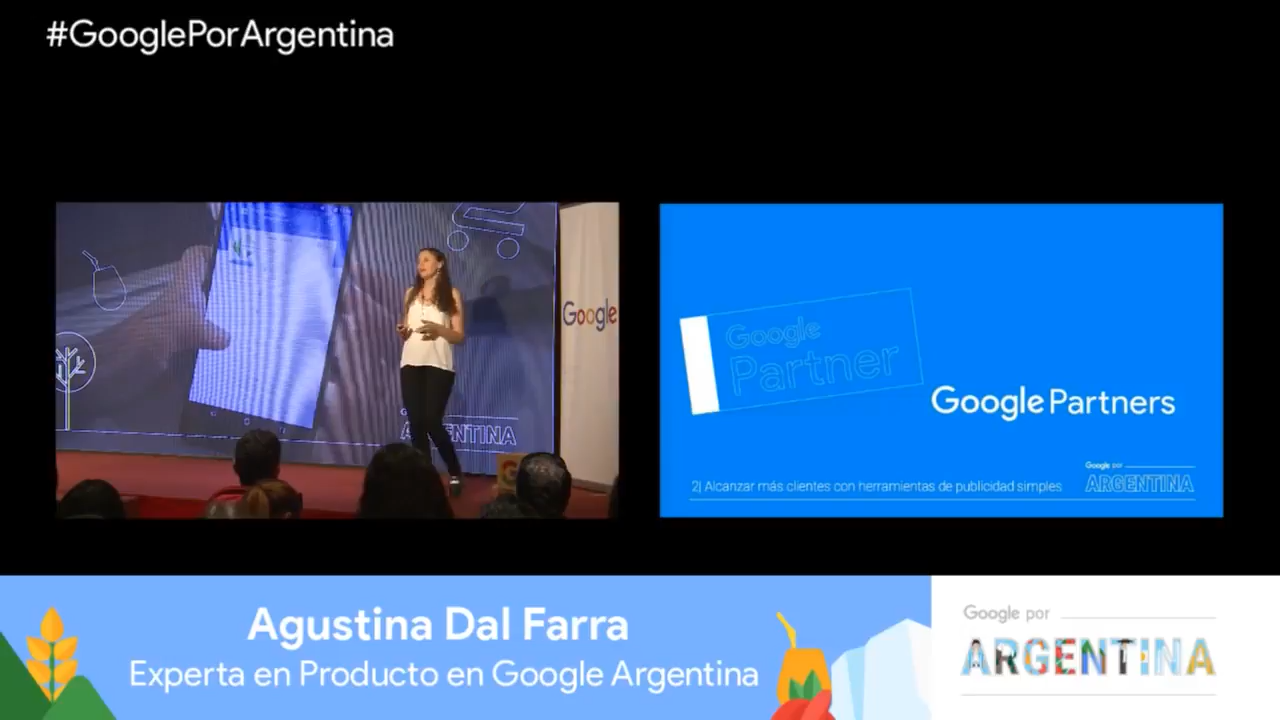 #GooglePorArgentina
Google
ARGENTINA
Google
Partner
Google Partners
2| Alcanzar más clientes con herramientas de publicidad simples
Google por
ARGENTINA
Agustina Dal Farra
Experta en Producto en Google Argentina
Google por
ARGENTINA